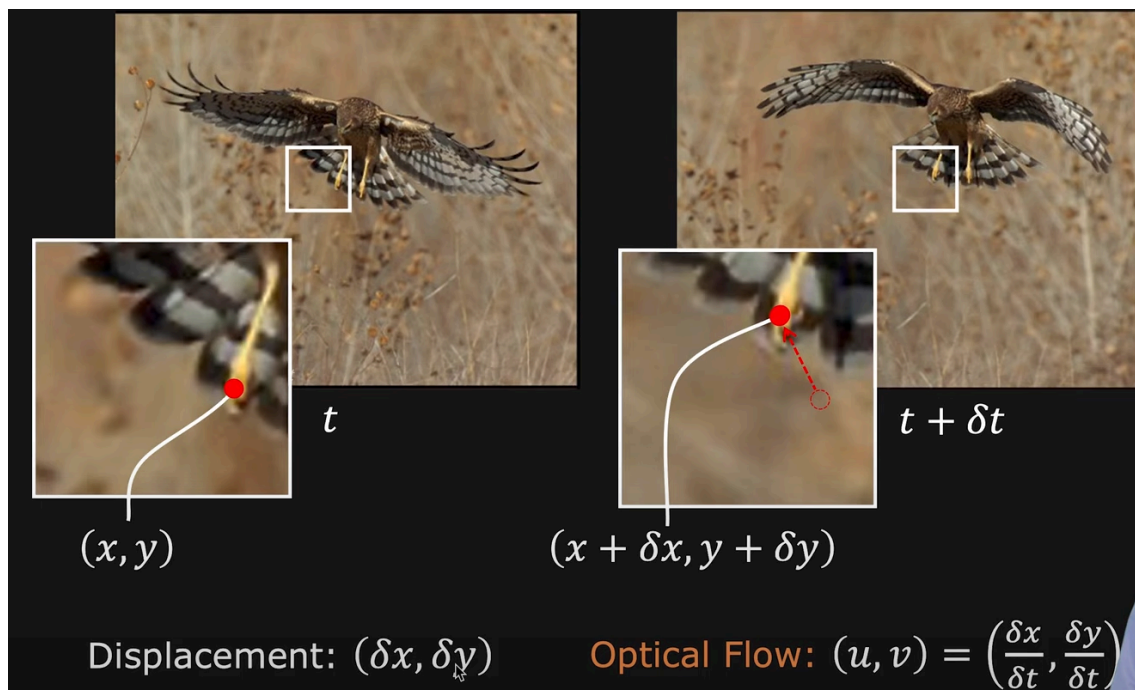 t
t + δt
(x, y)
(x + δx, y + δy)
Displacement: (δx, δy)
Optical Flow: (u, v) = (δx/δt, δy/δt)